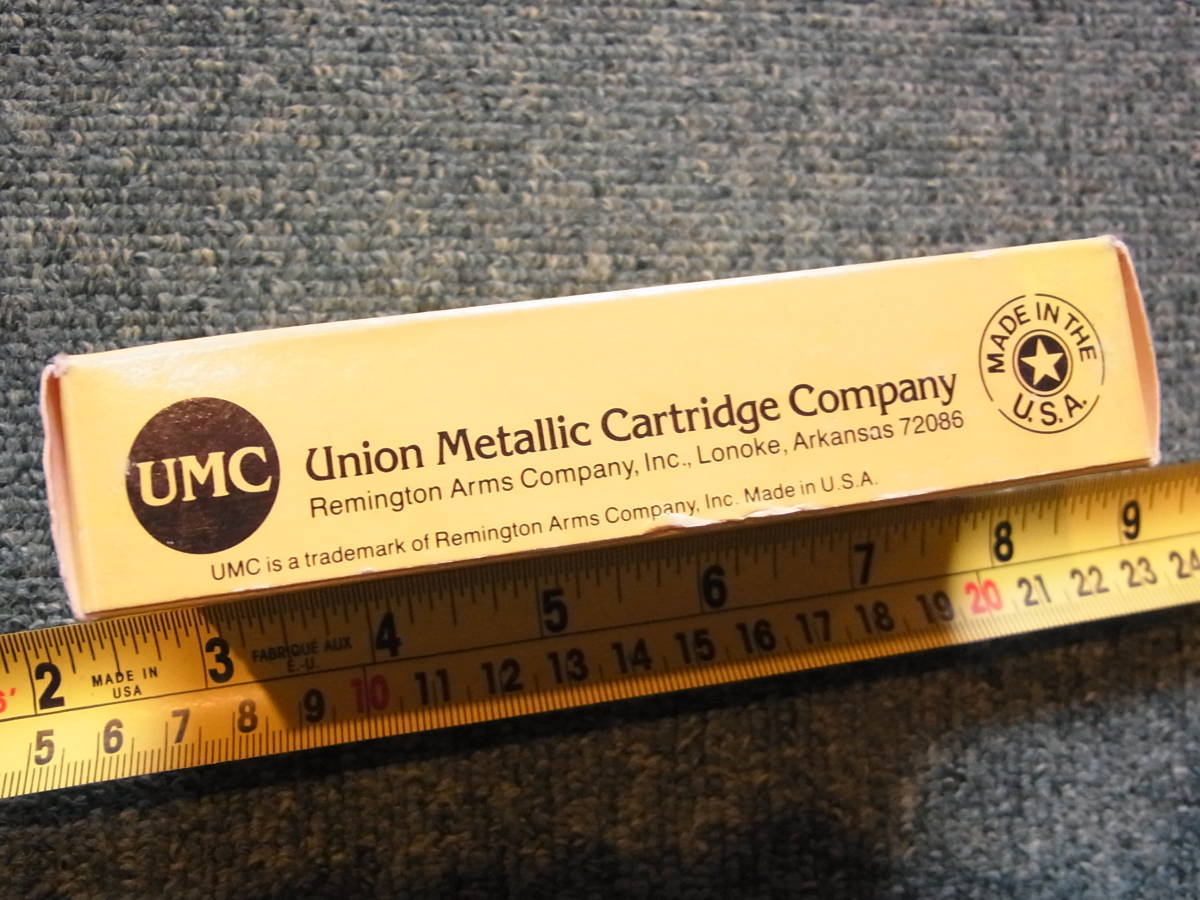 MADE IN THE
U.S.A.
UMC
Union Metallic Cartridge Company
Remington Arms Company, Inc., Lonoke, Arkansas 72086
UMC is a trademark of Remington Arms Company, Inc. Made in U.S.A.
2 MADE IN USA 3 FABRIQUÉ AUX É.-U. 4 5 6 7 8 9
5 6 7 8 9 10 11 12 13 14 15 16 17 18 19 20 21 22 23 24